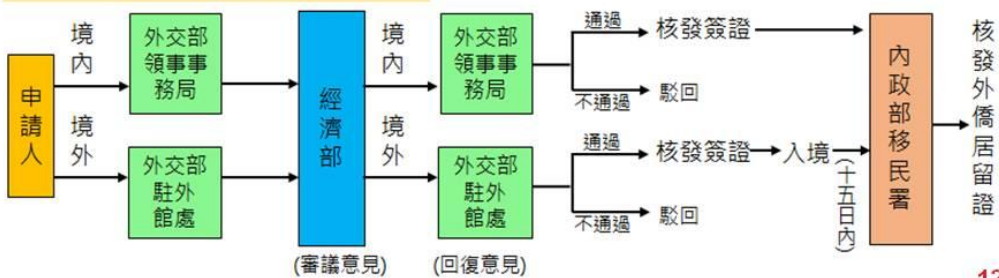 申請人
境內
境外
外交部
領事事
務局
外交部
駐外
館處
經濟部
(審議意見)
境內
境外
外交部
領事事
務局
外交部
駐外
館處
(回復意見)
通過
核發簽證
不通過
駁回
通過
核發簽證
入境
(十五日內)
不通過
駁回
內政部移民署
核發外僑居留證